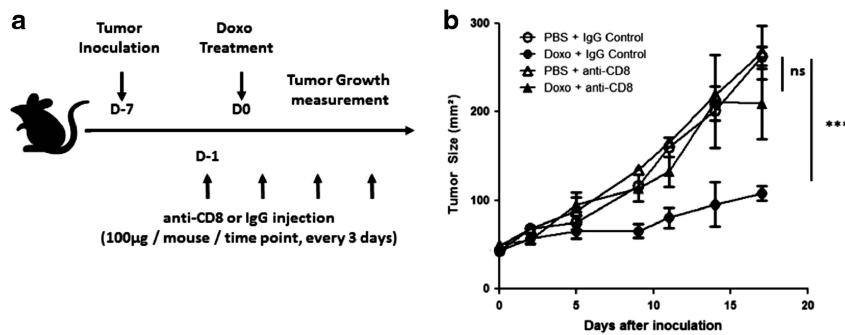 a
Tumor
Inoculation
Doxo
Treatment
Tumor Growth
measurement
D-7
D0
D-1
anti-CD8 or IgG injection
(100µg / mouse / time point, every 3 days)
b
PBS + IgG Control
Doxo + IgG Control
PBS + anti-CD8
Doxo + anti-CD8
Tumor Size (mm²)
300
200
100
0
0
5
10
15
20
Days after inoculation
ns
***